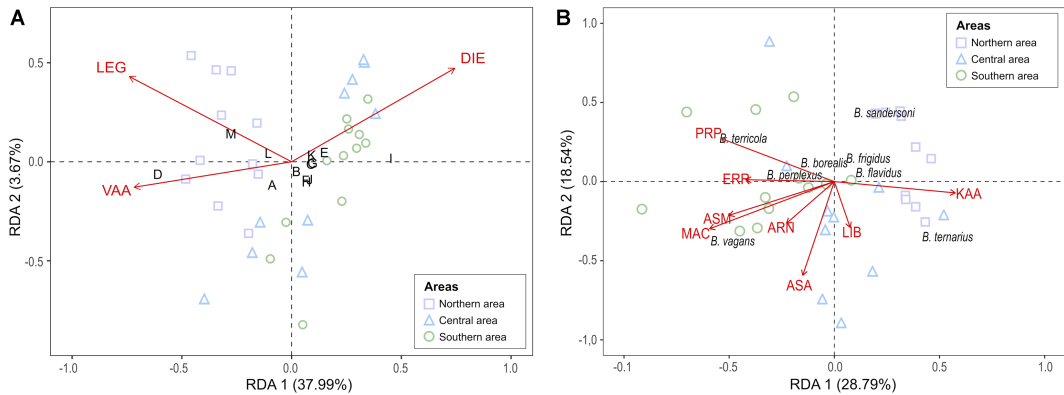 A
LEG
DIE
VAA
M
L
K
E
G
I
D
A
B
RDA 2 (3.67%)
0.5
0.0
-0.5
-1.0
-0.5
0.0
0.5
1.0
RDA 1 (37.99%)
Areas
Northern area
Central area
Southern area
B
Areas
Northern area
Central area
Southern area
B. sandersoni
PRP
B. terricola
B. borealis
B. frigidus
B. perplexus
B. flavidus
ERR
KAA
ASM
MAC
ARN
LIB
B. vagans
B. ternarius
ASA
RDA 2 (18.54%)
1.0
0.5
0.0
-0.5
-1,0
-0.1
-0.5
0.0
0.5
1.0
RDA 1 (28.79%)